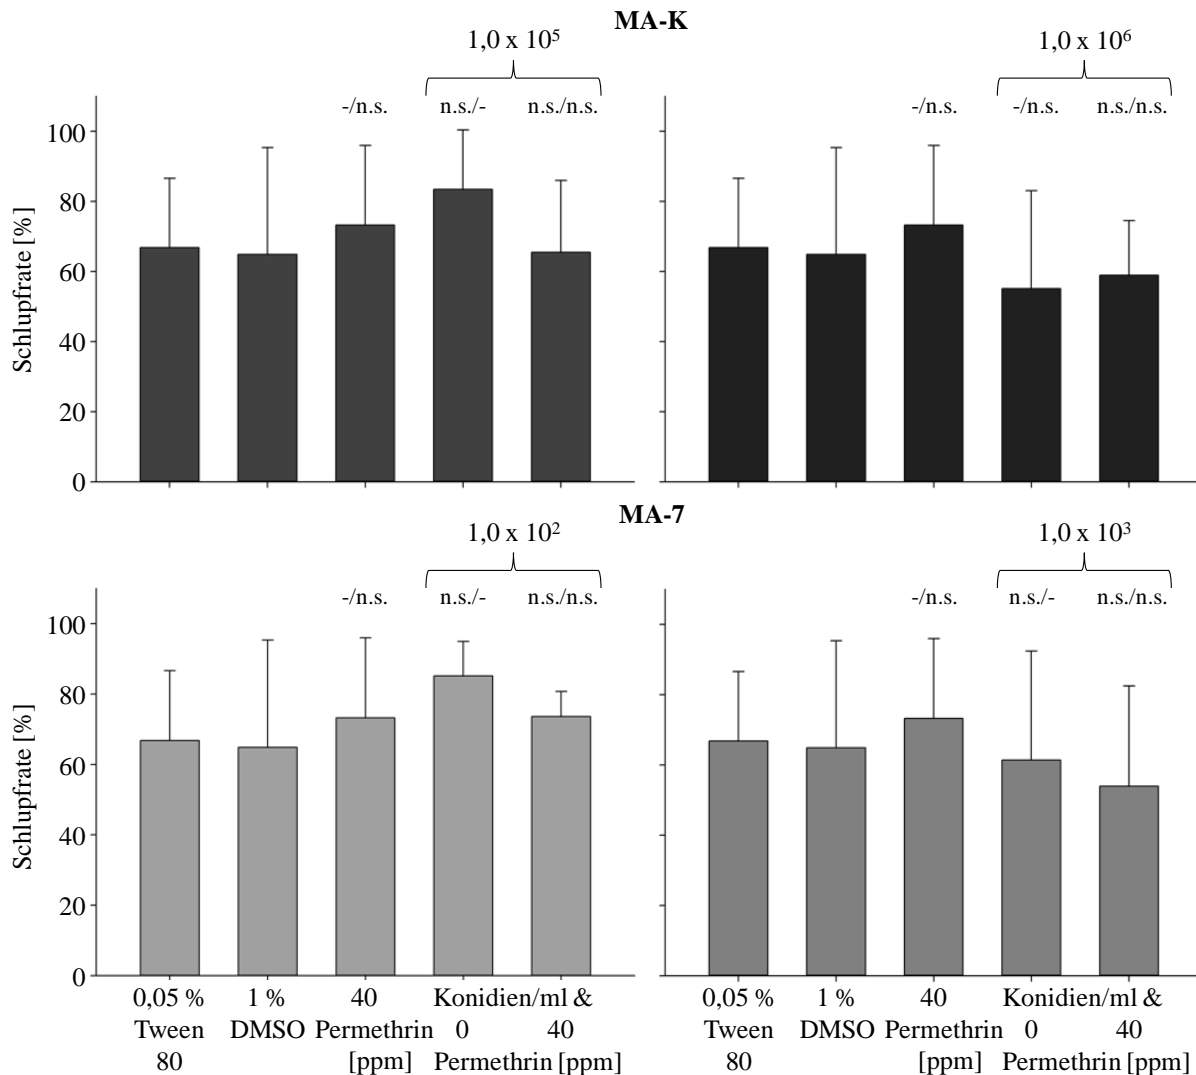 MA-K
1,0 x 10⁵
1,0 x 10⁶
-/n.s. n.s./- n.s./n.s.
-/n.s. -/n.s. n.s./n.s.
Schlupfrate [%]
100
80
60
40
20
0
MA-7
1,0 x 10²
1,0 x 10³
-/n.s. n.s./- n.s./n.s.
-/n.s. n.s./- n.s./n.s.
Schlupfrate [%]
100
80
60
40
20
0
0,05 % 1 % 40 Konidien/ml &
Tween DMSO Permethrin 0 40
80 [ppm] Permethrin [ppm]
0,05 % 1 % 40 Konidien/ml &
Tween DMSO Permethrin 0 40
80 [ppm] Permethrin [ppm]